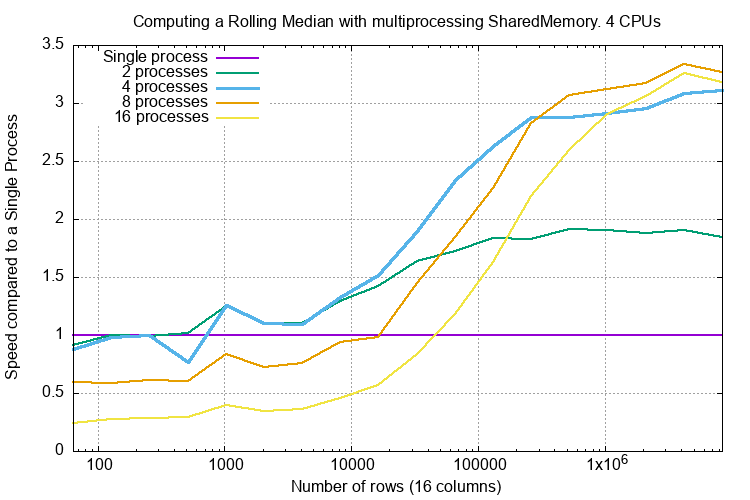 Computing a Rolling Median with multiprocessing SharedMemory. 4 CPUs
Speed compared to a Single Process
3.5
3
2.5
2
1.5
1
0.5
0
Single process
2 processes
4 processes
8 processes
16 processes
100 1000 10000 100000 1x10⁶
Number of rows (16 columns)